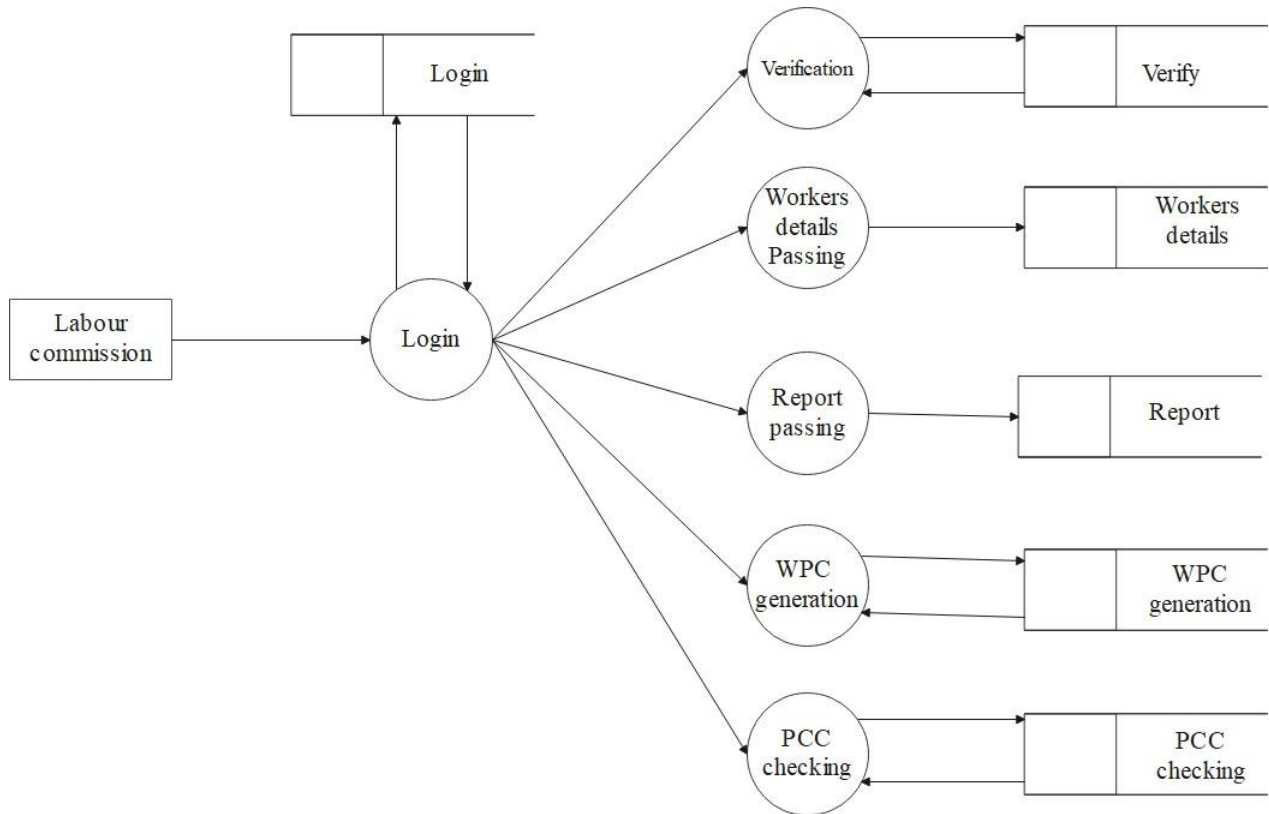 Login
Verification
Verify
Workers
details
Passing
Workers
details
Labour
commission
Login
Report
passing
Report
WPC
generation
WPC
generation
PCC
checking
PCC
checking